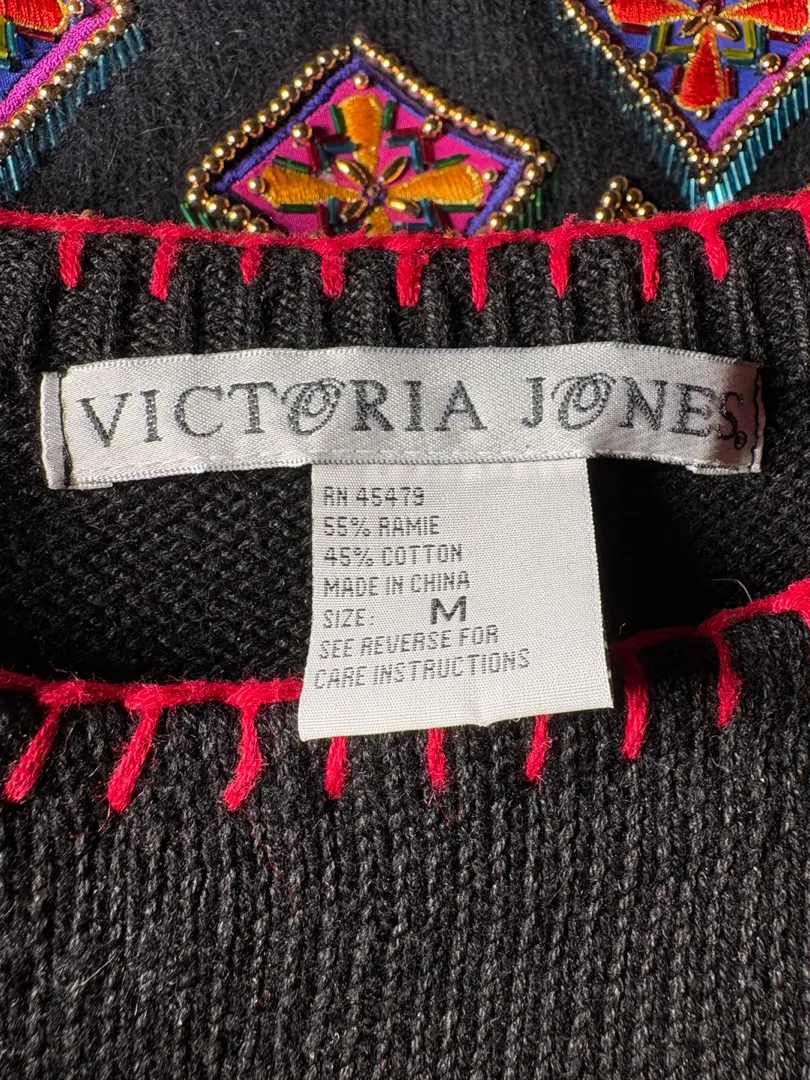 VICTORIA JONES®
RN 45479
55% RAMIE
45% COTTON
MADE IN CHINA
SIZE: M
SEE REVERSE FOR
CARE INSTRUCTIONS